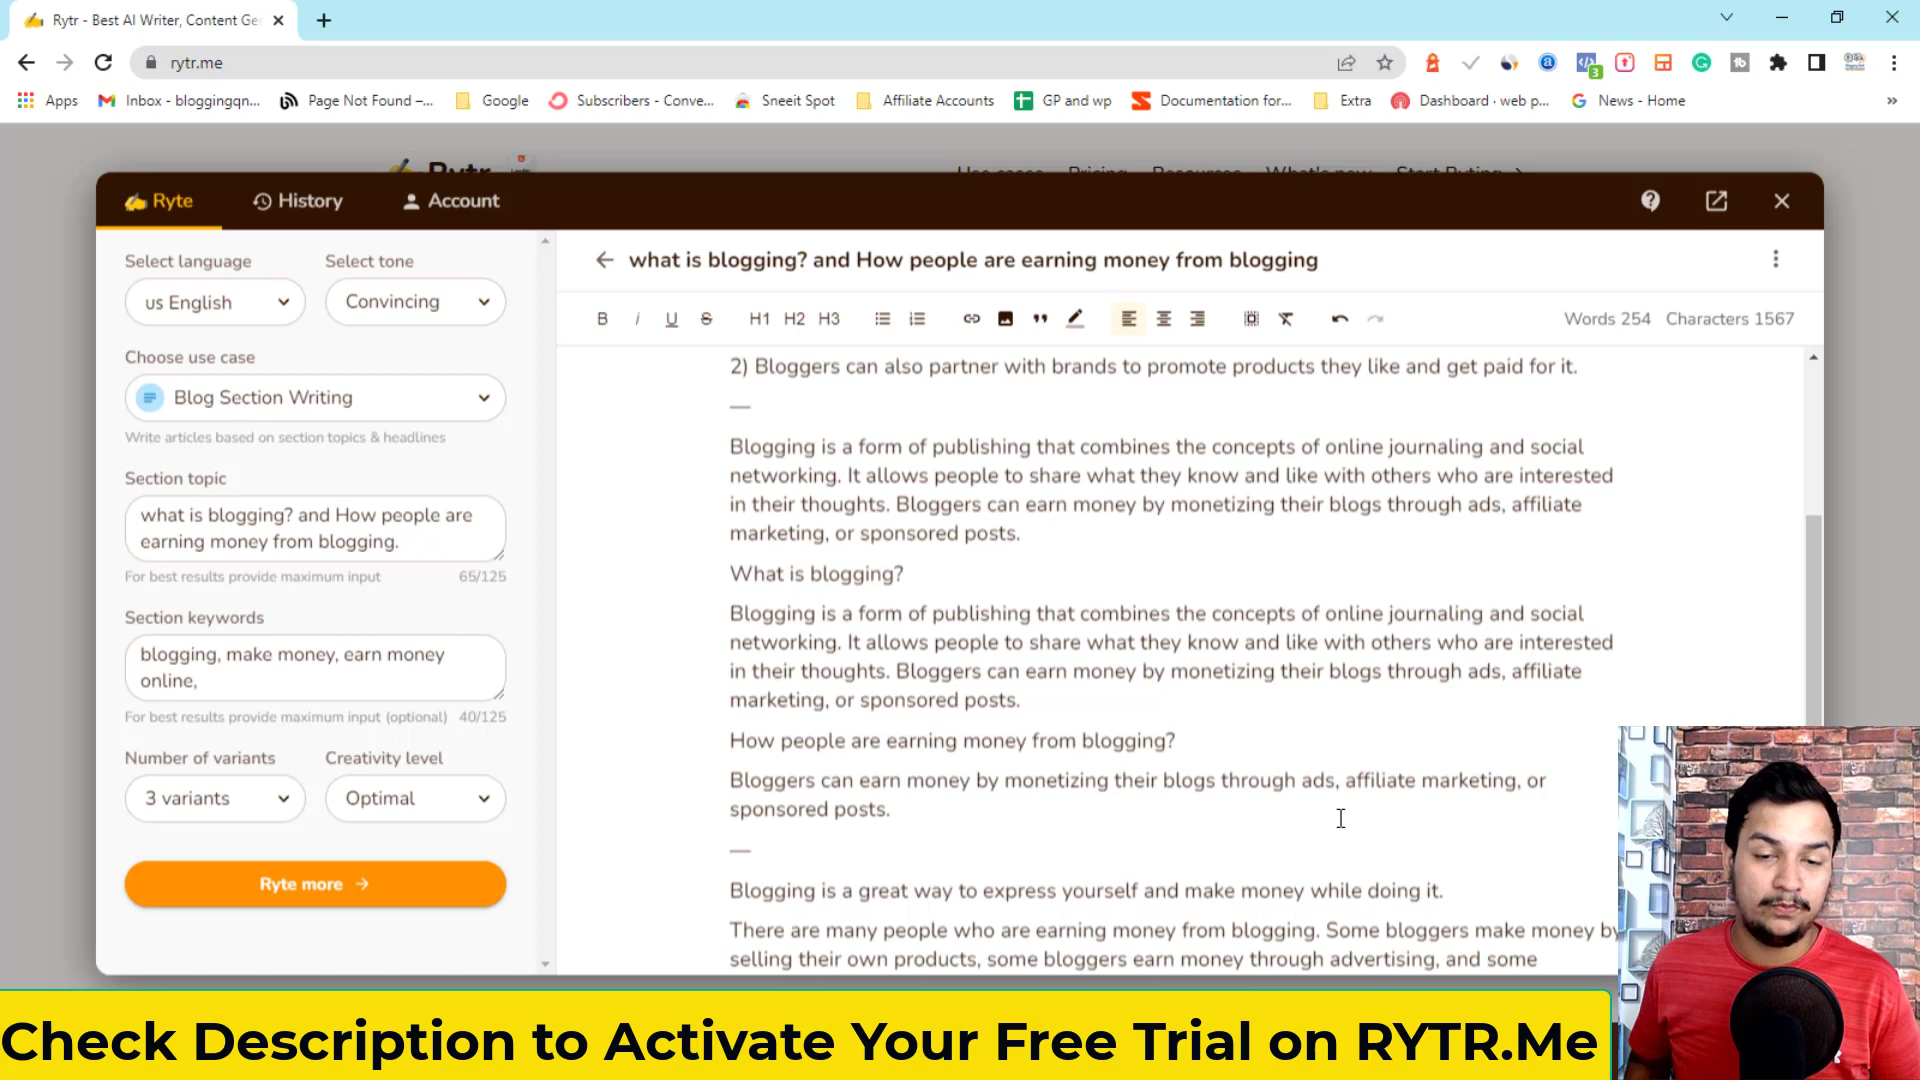 Rytr - Best AI Writer, Content Ge
rytr.me
3
Apps
Inbox - bloggingqn...
Page Not Found –...
Google
Subscribers - Conve...
Sneeit Spot
Affiliate Accounts
GP and wp
Documentation for...
Extra
Dashboard · web p...
News - Home
»
Rytr
Use cases Pricing Resources What's new Start Ryting
Ryte
History
Account
Select language
Select tone
us English
Convincing
Choose use case
Blog Section Writing
Write articles based on section topics & headlines
Section topic
what is blogging? and How people are
earning money from blogging.
For best results provide maximum input 65/125
Section keywords
blogging, make money, earn money
online,
For best results provide maximum input (optional) 40/125
Number of variants
Creativity level
3 variants
Optimal
Ryte more →
what is blogging? and How people are earning money from blogging
B i U S H1 H2 H3
Words 254 Characters 1567
2) Bloggers can also partner with brands to promote products they like and get paid for it.
—
Blogging is a form of publishing that combines the concepts of online journaling and social
networking. It allows people to share what they know and like with others who are interested
in their thoughts. Bloggers can earn money by monetizing their blogs through ads, affiliate
marketing, or sponsored posts.
What is blogging?
Blogging is a form of publishing that combines the concepts of online journaling and social
networking. It allows people to share what they know and like with others who are interested
in their thoughts. Bloggers can earn money by monetizing their blogs through ads, affiliate
marketing, or sponsored posts.
How people are earning money from blogging?
Bloggers can earn money by monetizing their blogs through ads, affiliate marketing, or
sponsored posts.
—
Blogging is a great way to express yourself and make money while doing it.
There are many people who are earning money from blogging. Some bloggers make money by
selling their own products, some bloggers earn money through advertising, and some
Check Description to Activate Your Free Trial on RYTR.Me